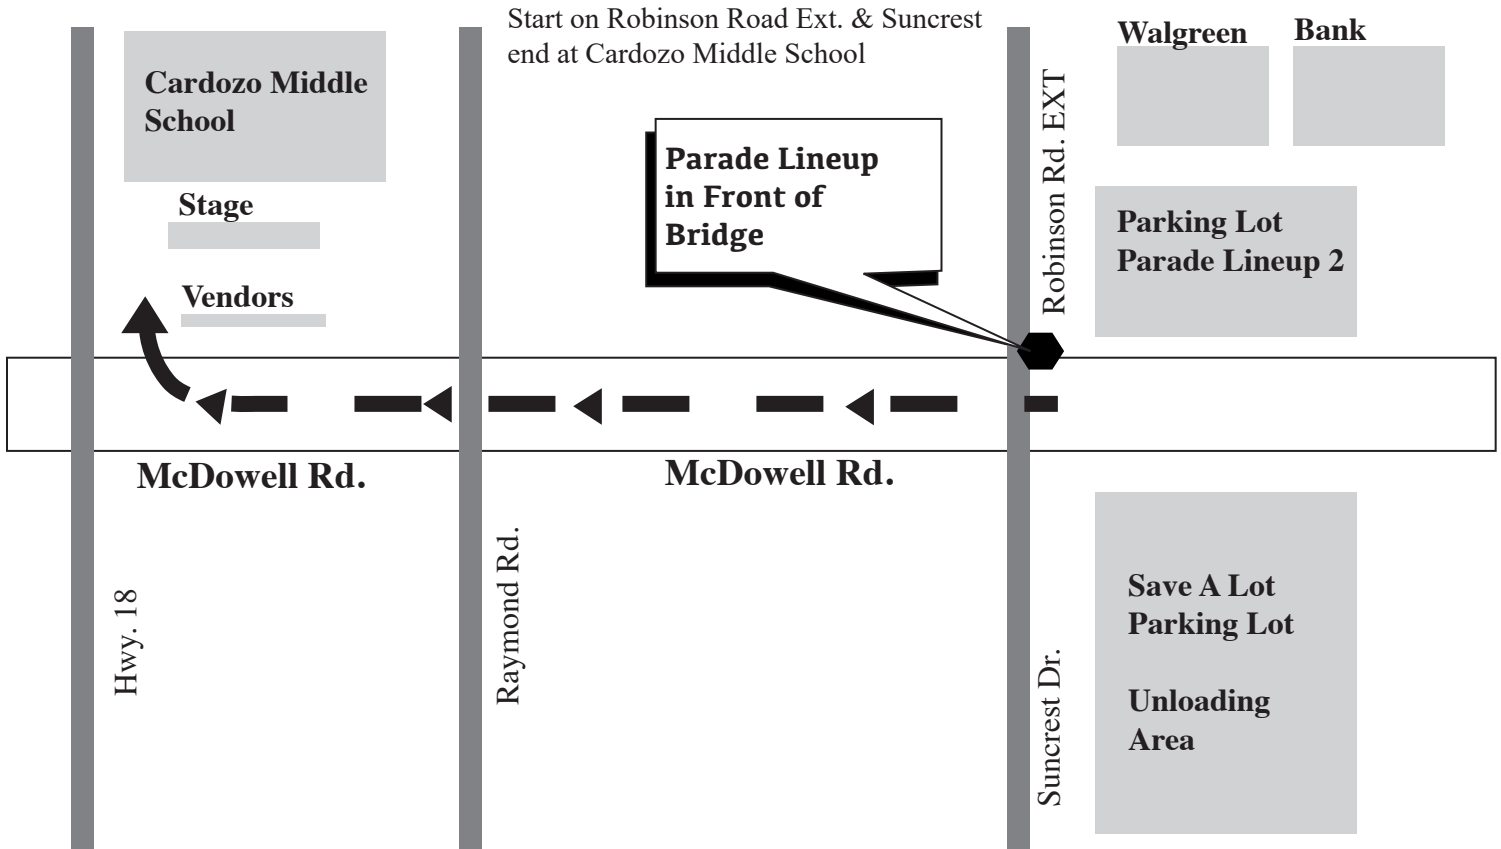 Start on Robinson Road Ext. & Suncrest
end at Cardozo Middle School
Walgreen
Bank
Cardozo Middle
School
Stage
Vendors
Parade Lineup
in Front of
Bridge
Robinson Rd. EXT
Parking Lot
Parade Lineup 2
McDowell Rd.
McDowell Rd.
Hwy. 18
Raymond Rd.
Suncrest Dr.
Save A Lot
Parking Lot
Unloading
Area